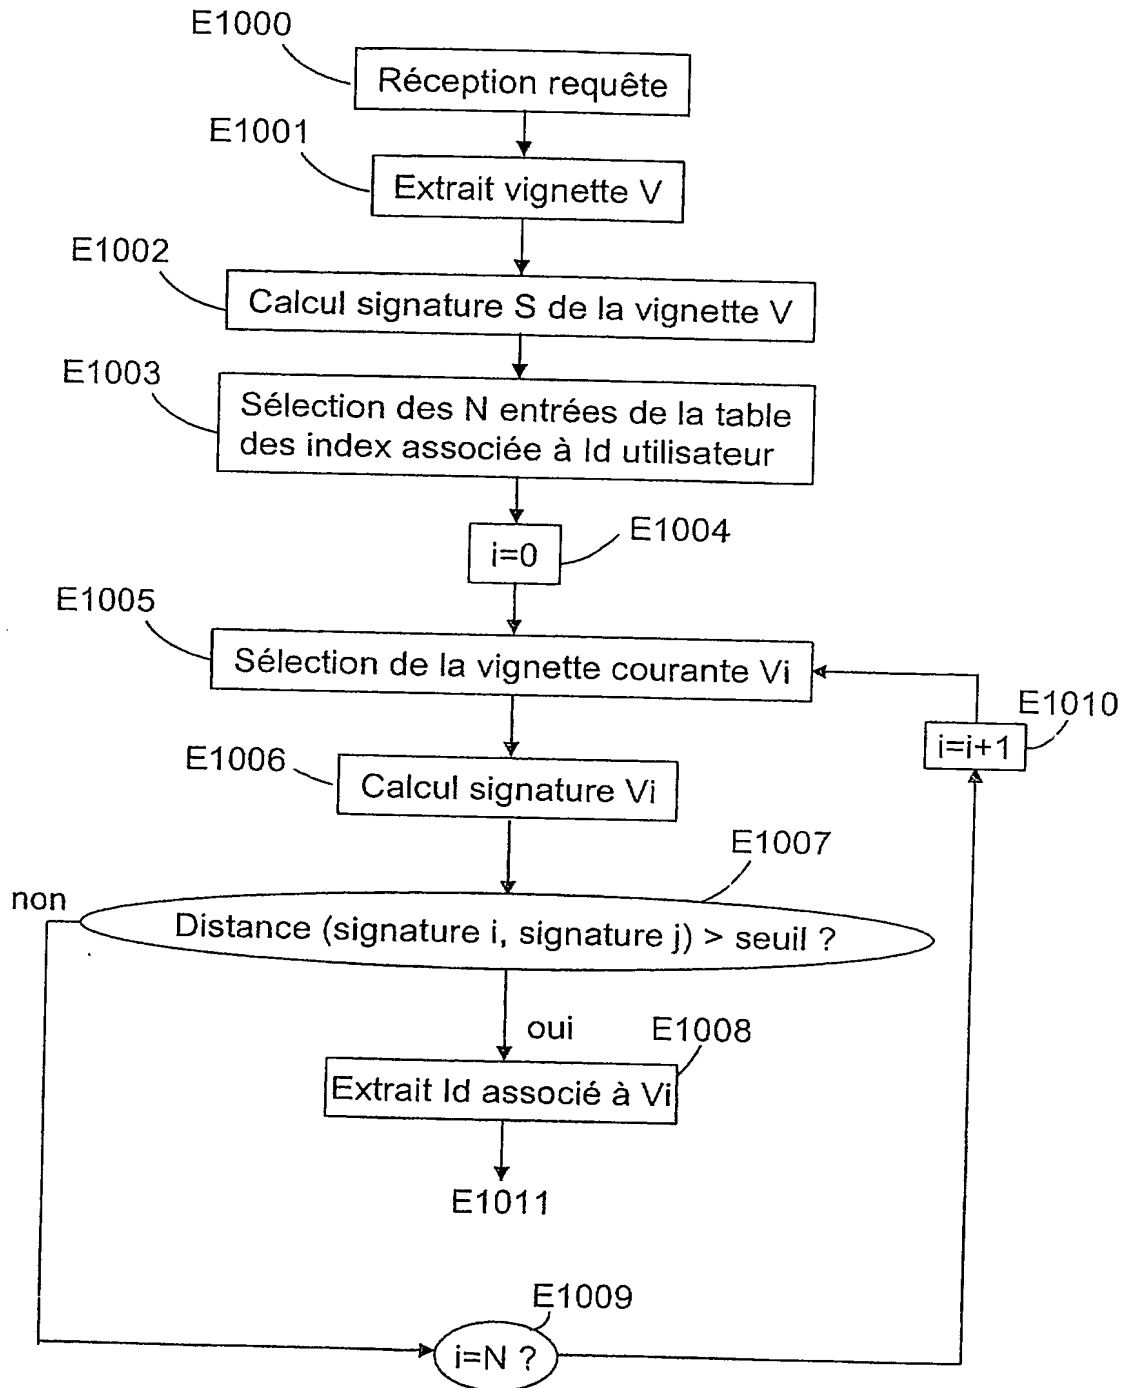 E1000
Réception requête
E1001
Extrait vignette V
E1002
Calcul signature S de la vignette V
E1003
Sélection des N entrées de la table
des index associée à Id utilisateur
i=0
E1004
E1005
Sélection de la vignette courante Vi
E1010
i=i+1
E1006
Calcul signature Vi
E1007
non
Distance (signature i, signature j) > seuil ?
oui
E1008
Extrait Id associé à Vi
E1011
E1009
i=N ?